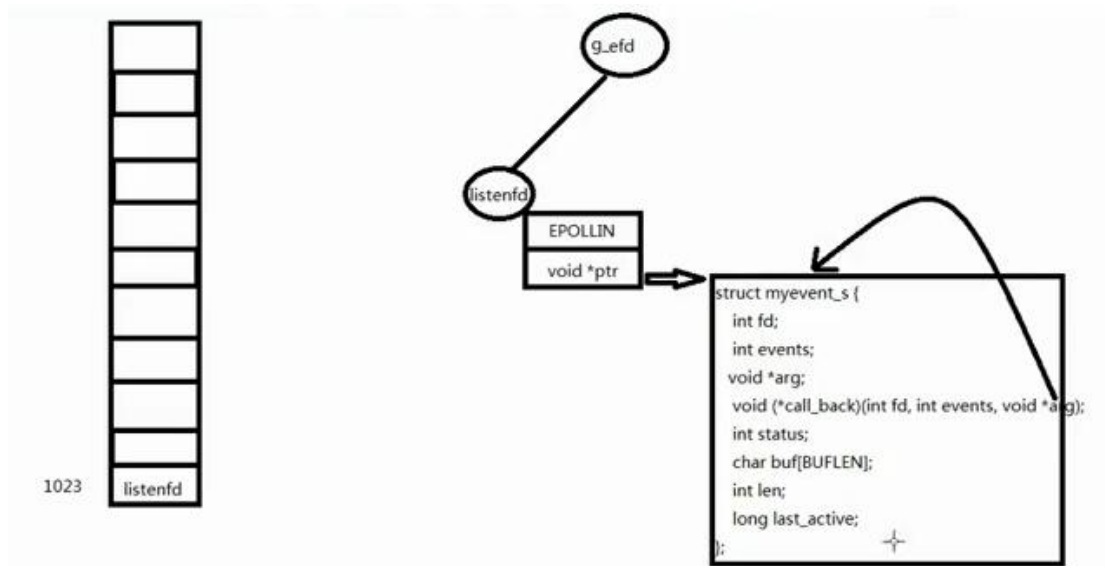 g_efd
listenfd
EPOLLIN
void *ptr
struct myevent_s {
int fd;
int events;
void *arg;
void (*call_back)(int fd, int events, void *arg);
int status;
char buf[BUFLEN];
int len;
long last_active;
};
1023 listenfd